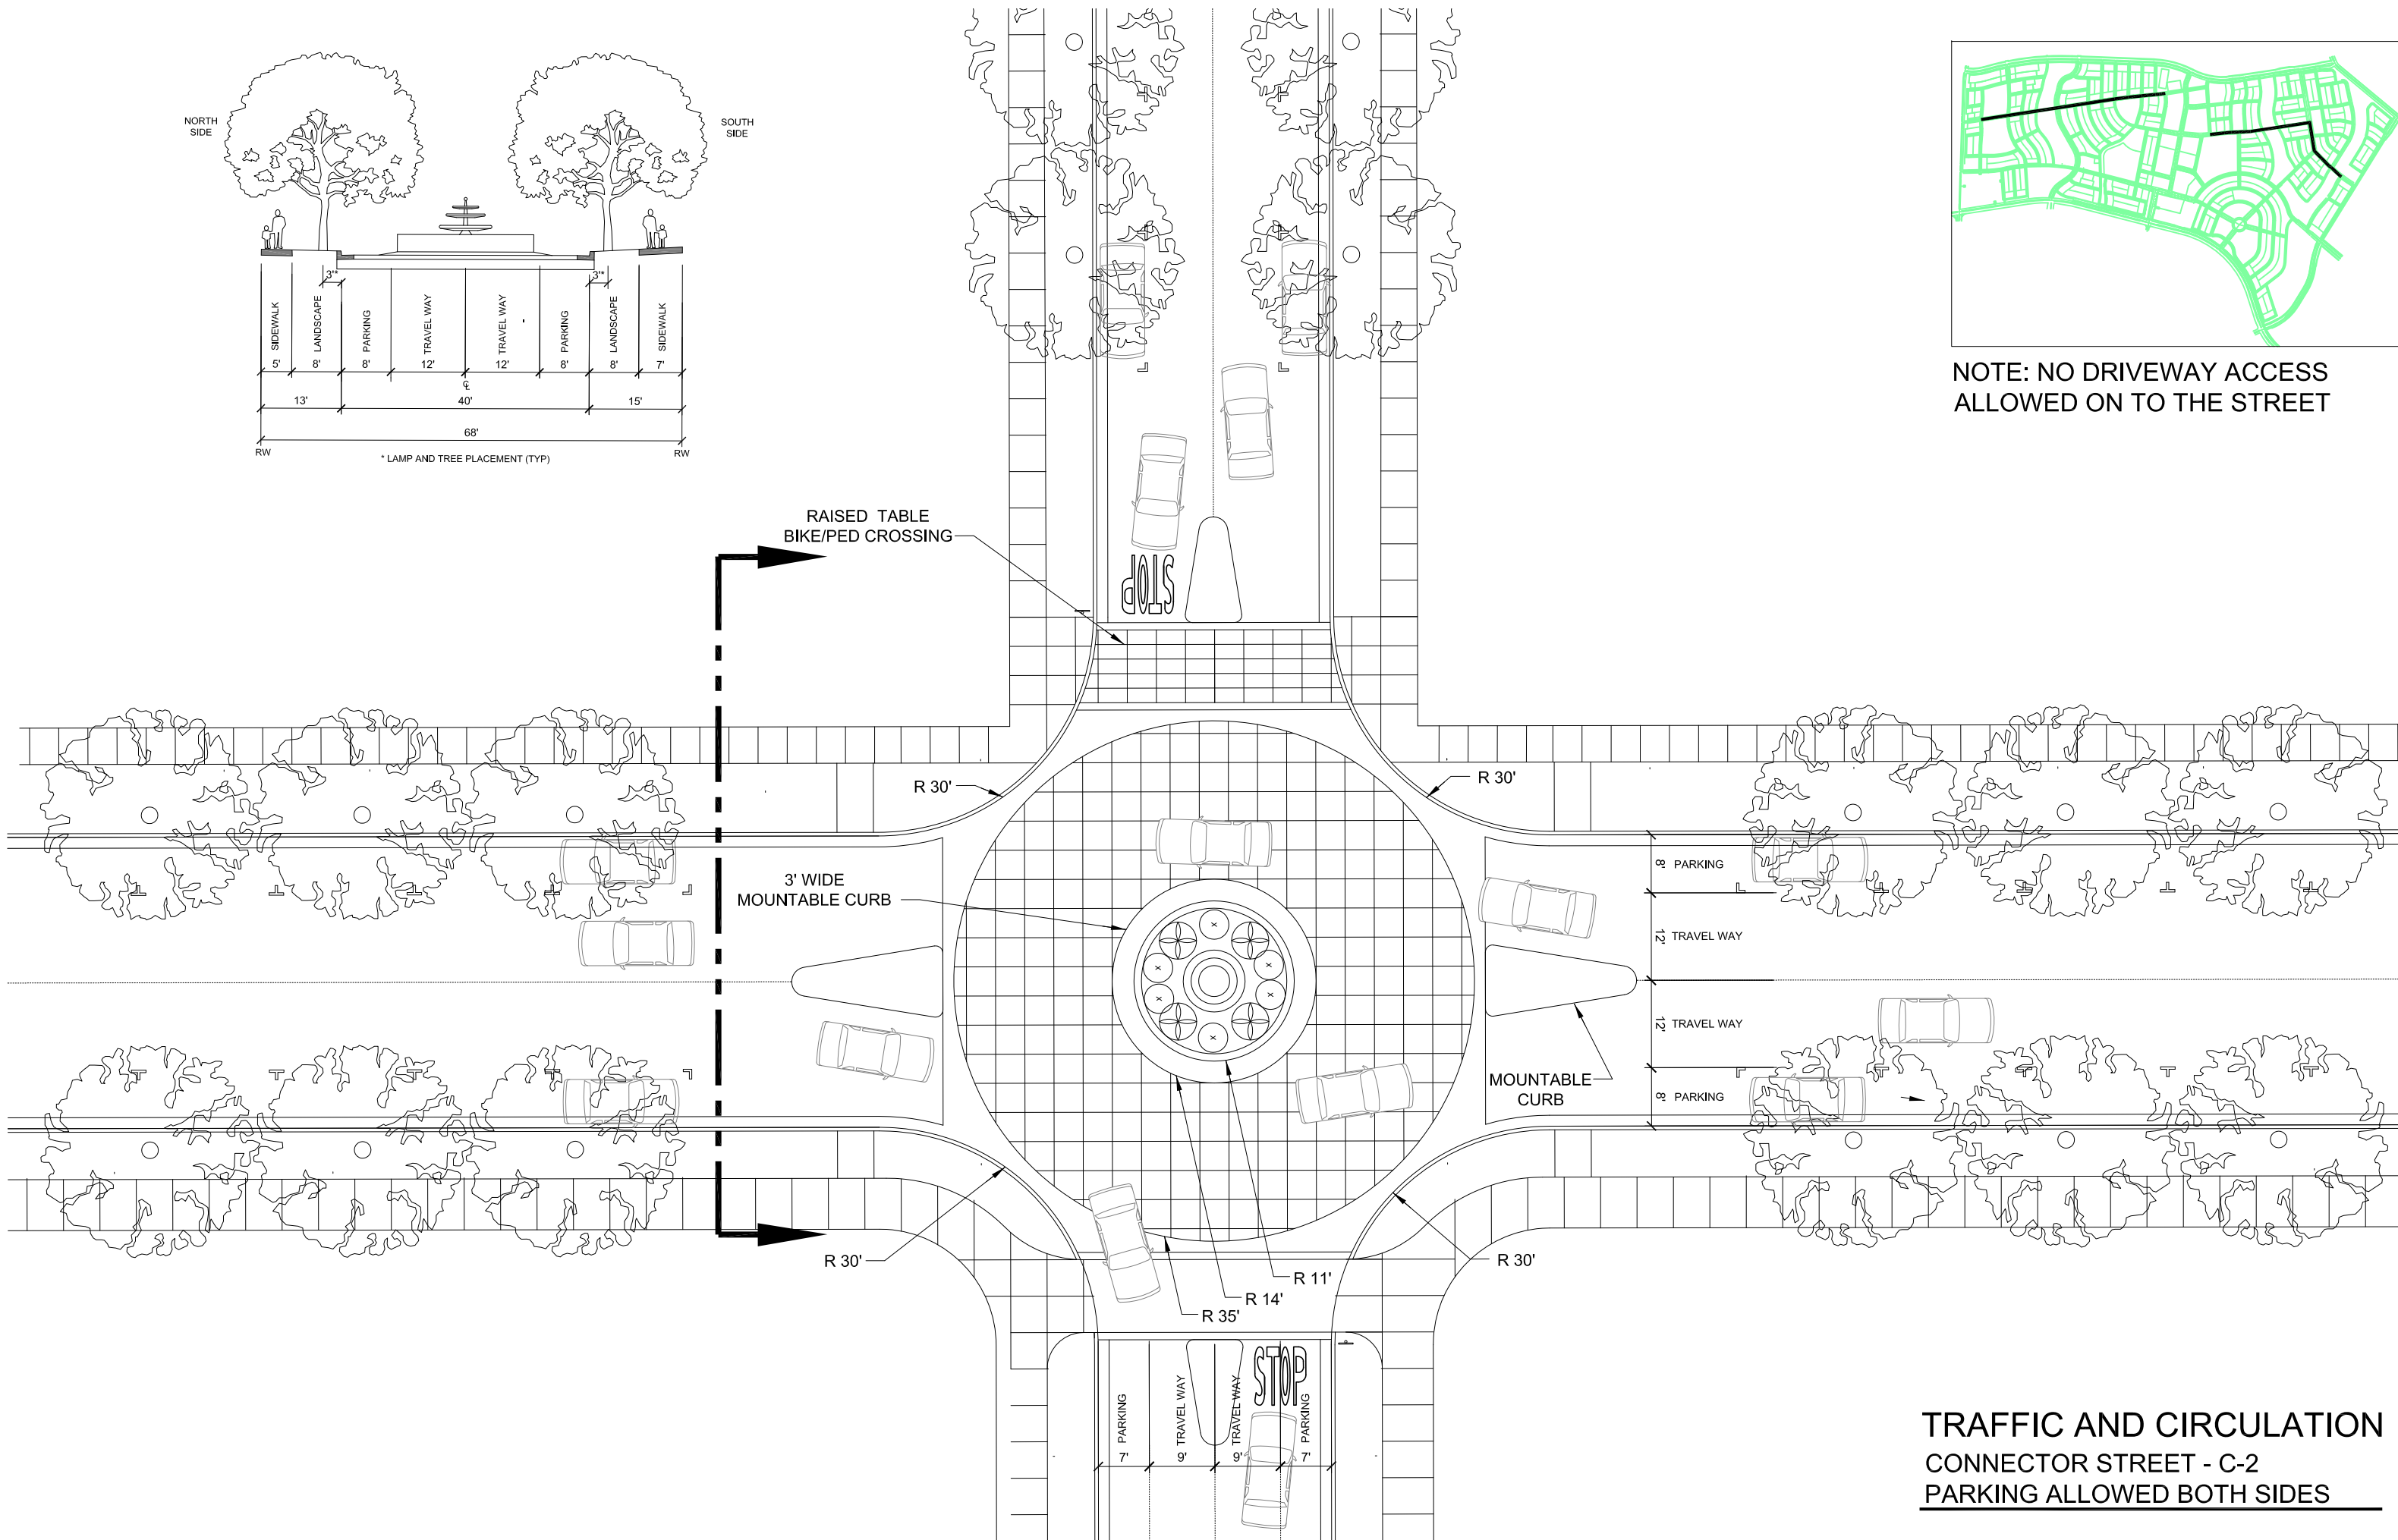 NORTH
SIDE
SOUTH
SIDE
3'*
3'*
SIDEWALK
LANDSCAPE
PARKING
TRAVEL WAY
TRAVEL WAY
PARKING
LANDSCAPE
SIDEWALK
5'
8'
8'
12'
12'
8'
8'
7'
℄
13'
40'
15'
68'
RW
RW
* LAMP AND TREE PLACEMENT (TYP)
NOTE: NO DRIVEWAY ACCESS
ALLOWED ON TO THE STREET
RAISED TABLE
BIKE/PED CROSSING
STOP
R 30'
R 30'
3' WIDE
MOUNTABLE CURB
8' PARKING
12' TRAVEL WAY
12' TRAVEL WAY
8' PARKING
MOUNTABLE
CURB
x
x
x
x
x
x
R 30'
R 30'
R 11'
R 14'
R 35'
STOP
PARKING
TRAVEL WAY
TRAVEL WAY
PARKING
7'
9'
9'
7'
TRAFFIC AND CIRCULATION
CONNECTOR STREET - C-2
PARKING ALLOWED BOTH SIDES